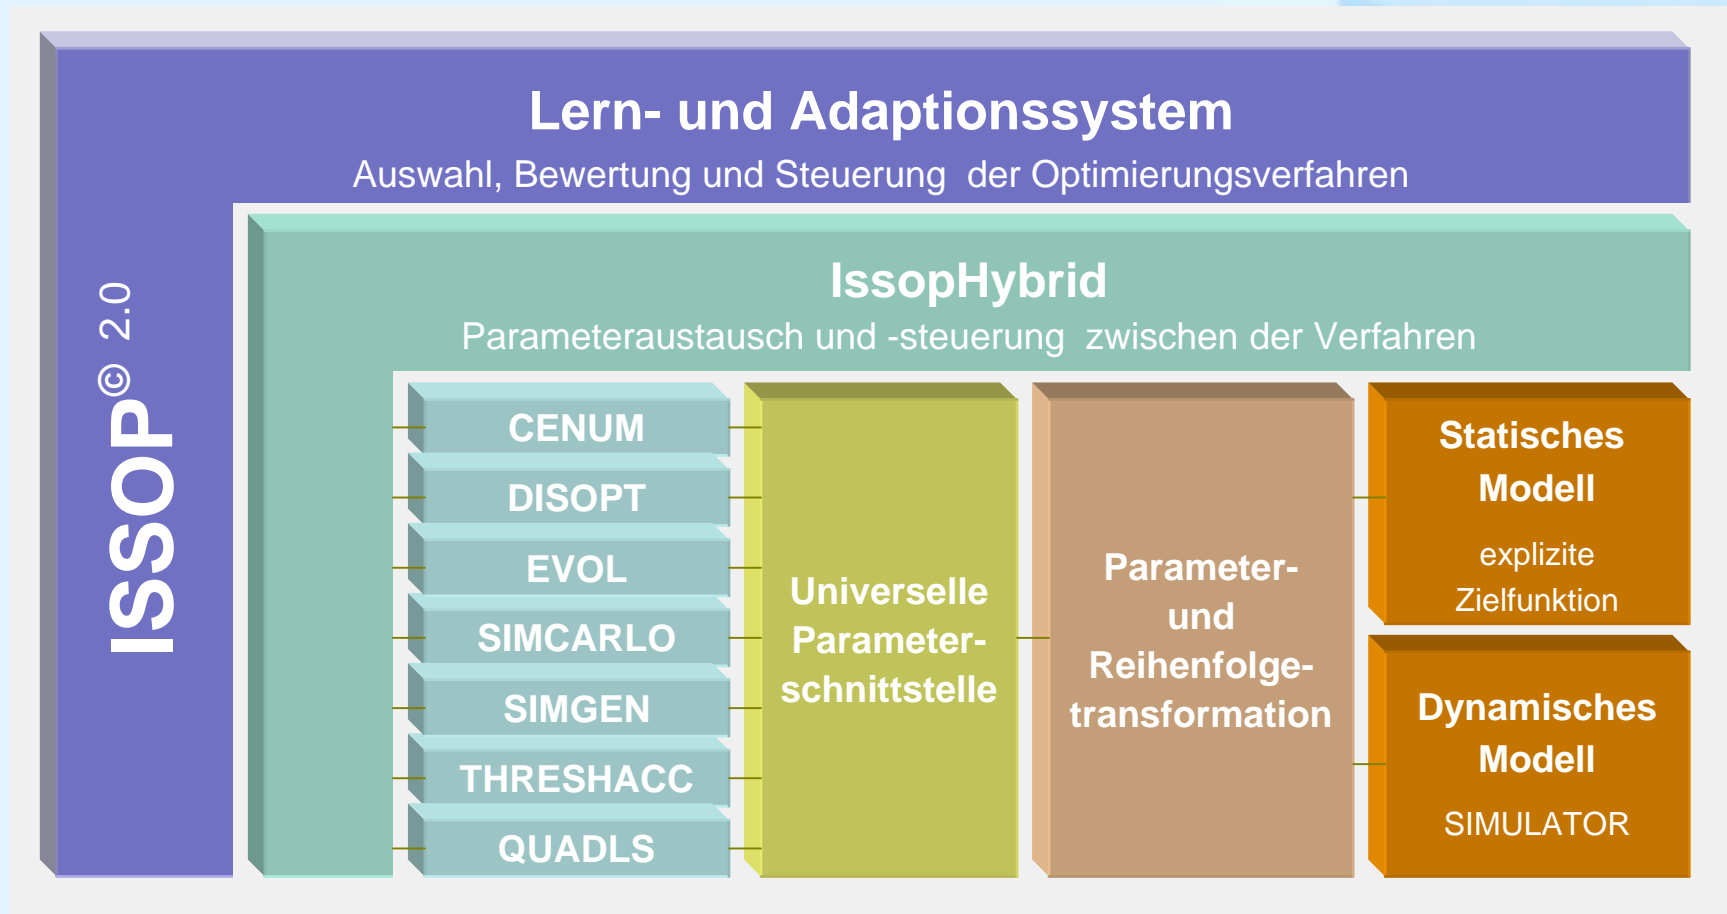 Lern- und Adaptionssystem
Auswahl, Bewertung und Steuerung der Optimierungsverfahren
ISSOP© 2.0
IssopHybrid
Parameteraustausch und -steuerung zwischen der Verfahren
CENUM
DISOPT
EVOL
SIMCARLO
SIMGEN
THRESHACC
QUADLS
Universelle
Parameter-
schnittstelle
Parameter-
und
Reihenfolge-
transformation
Statisches
Modell
explizite
Zielfunktion
Dynamisches
Modell
SIMULATOR